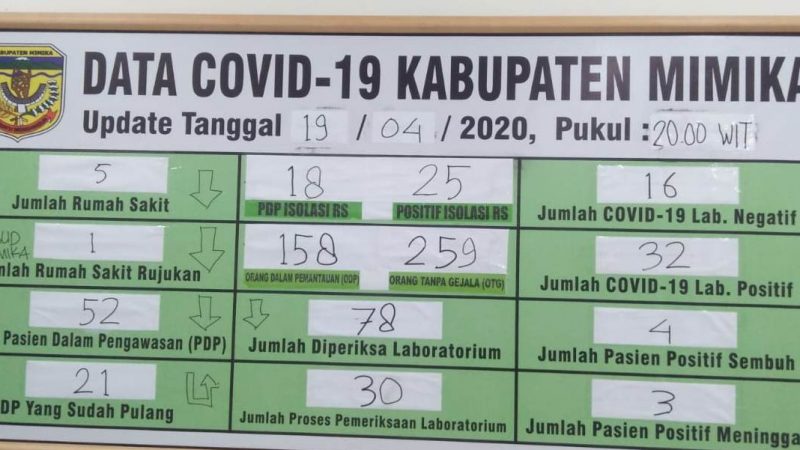 KABUPATEN MIMIKA
DATA COVID-19 KABUPATEN MIMIKA
Update Tanggal 19 / 04 / 2020, Pukul : 20.00 WIT
5
Jumlah Rumah Sakit
18
PDP ISOLASI RS
25
POSITIF ISOLASI RS
16
Jumlah COVID-19 Lab. Negatif
1
Rumah Sakit Rujukan
158
ORANG DALAM PEMANTAUAN (ODP)
259
ORANG TANPA GEJALA (OTG)
32
Jumlah COVID-19 Lab. Positif
52
Pasien Dalam Pengawasan (PDP)
78
Jumlah Diperiksa Laboratorium
4
Jumlah Pasien Positif Sembuh
21
DP Yang Sudah Pulang
30
Jumlah Proses Pemeriksaan Laboratorium
3
Jumlah Pasien Positif Meningga